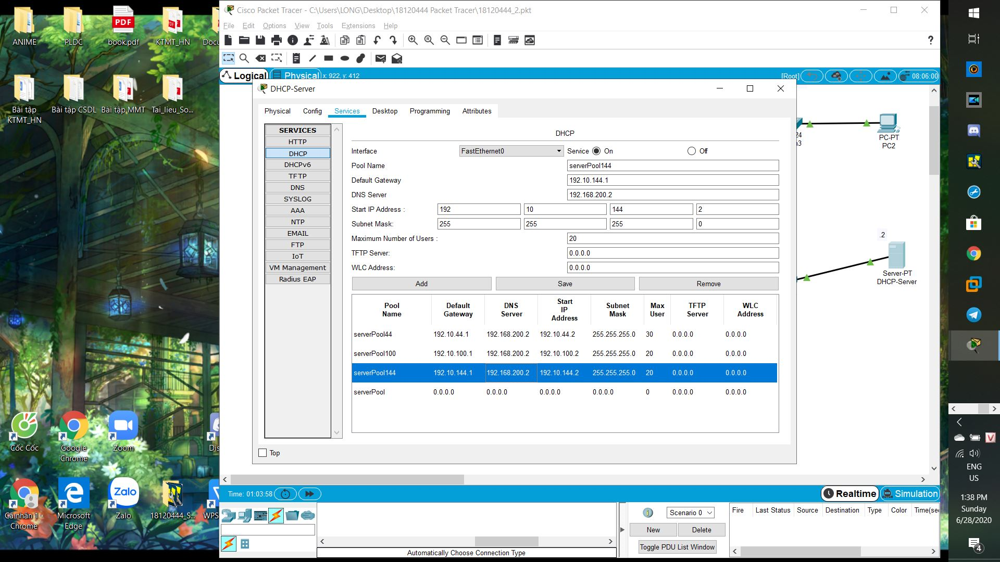 ANIME
PLDC
book.pdf
KTMT_HN
Docu
PDF
Bài tập KTMT_HN
Bài tập CSDL
Bài tập MMT
Tai_lieu_So...
Cốc Cốc
Google Chrome
Zoom
Dis
Cá nhân 1 - Chrome
Microsoft Edge
Zalo
Zalo
18120444_S...
WPS
Cisco Packet Tracer - C:\Users\LONG\Desktop\18120444 Packet Tracer\18120444_2.pkt
File Edit Options View Tools Extensions Help
?
Logical
Physical
x: 922, y: 412
[Root]
08:06:00
DHCP-Server
Physical Config Services Desktop Programming Attributes
SERVICES
HTTP
DHCP
DHCPv6
TFTP
DNS
SYSLOG
AAA
NTP
EMAIL
FTP
IoT
VM Management
Radius EAP
DHCP
Interface FastEthernet0 Service On Off
Pool Name serverPool144
Default Gateway 192.10.144.1
DNS Server 192.168.200.2
Start IP Address : 192 10 144 2
Subnet Mask: 255 255 255 0
Maximum Number of Users : 20
TFTP Server: 0.0.0.0
WLC Address: 0.0.0.0
Add Save Remove
Pool Name Default Gateway DNS Server Start IP Address Subnet Mask Max User TFTP Server WLC Address
serverPool44 192.10.44.1 192.168.200.2 192.10.44.2 255.255.255.0 30 0.0.0.0 0.0.0.0
serverPool100 192.10.100.1 192.168.200.2 192.10.100.2 255.255.255.0 20 0.0.0.0 0.0.0.0
serverPool144 192.10.144.1 192.168.200.2 192.10.144.2 255.255.255.0 20 0.0.0.0 0.0.0.0
serverPool 0.0.0.0 0.0.0.0 0.0.0.0 0.0.0.0 0 0.0.0.0 0.0.0.0
Top
24
PC-PT
PC2
.2
Server-PT
DHCP-Server
Time: 01:03:58
Realtime
Simulation
Scenario 0
New Delete
Toggle PDU List Window
Fire Last Status Source Destination Type Color Time(sec
Automatically Choose Connection Type
V
ENG
US
1:38 PM
Sunday
6/28/2020
4